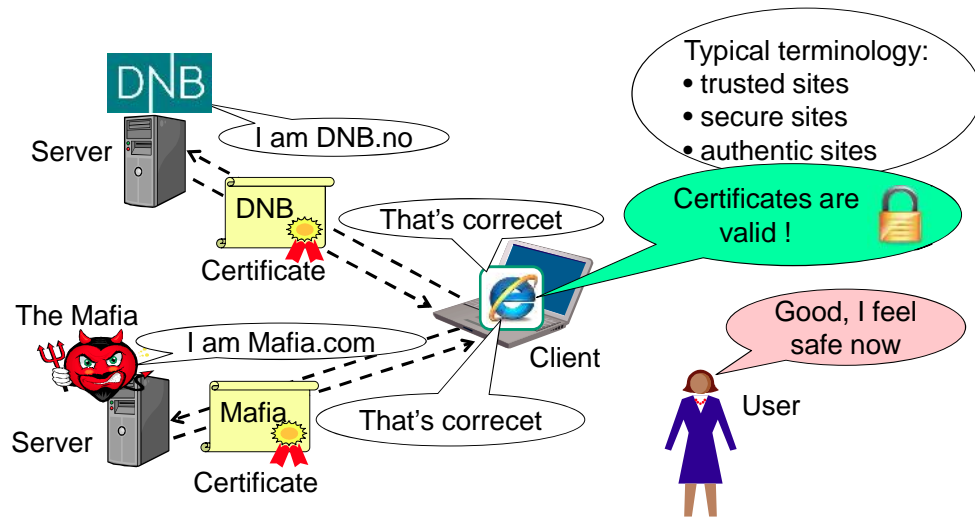 Typical terminology:
• trusted sites
• secure sites
• authentic sites
DNB
I am DNB.no
Server
DNB
Certificate
That's correcet
Certificates are
valid !
The Mafia
I am Mafia.com
Client
Good, I feel
safe now
Mafia
That's correcet
User
Server
Certificate